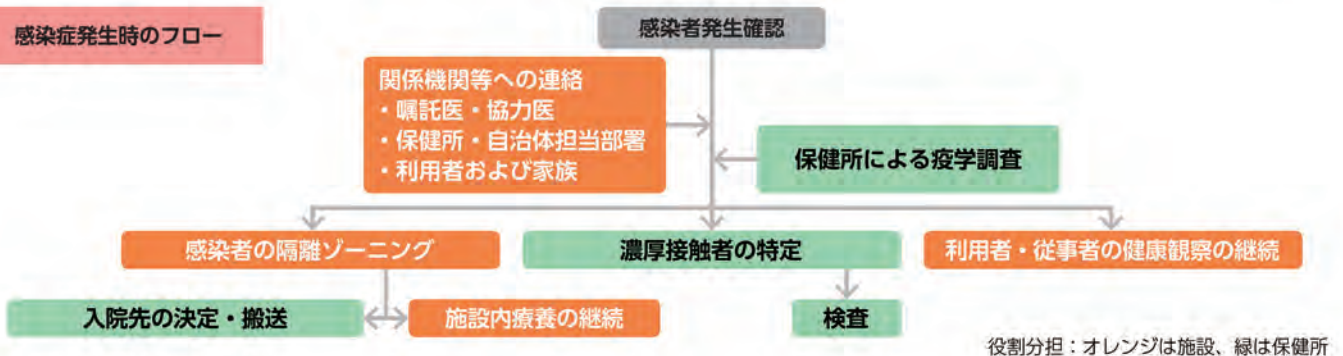 感染症発生時のフロー
感染者発生確認
関係機関等への連絡
・嘱託医・協力医
・保健所・自治体担当部署
・利用者および家族
保健所による疫学調査
感染者の隔離ゾーニング
濃厚接触者の特定
利用者・従事者の健康観察の継続
入院先の決定・搬送
施設内療養の継続
検査
役割分担：オレンジは施設、緑は保健所